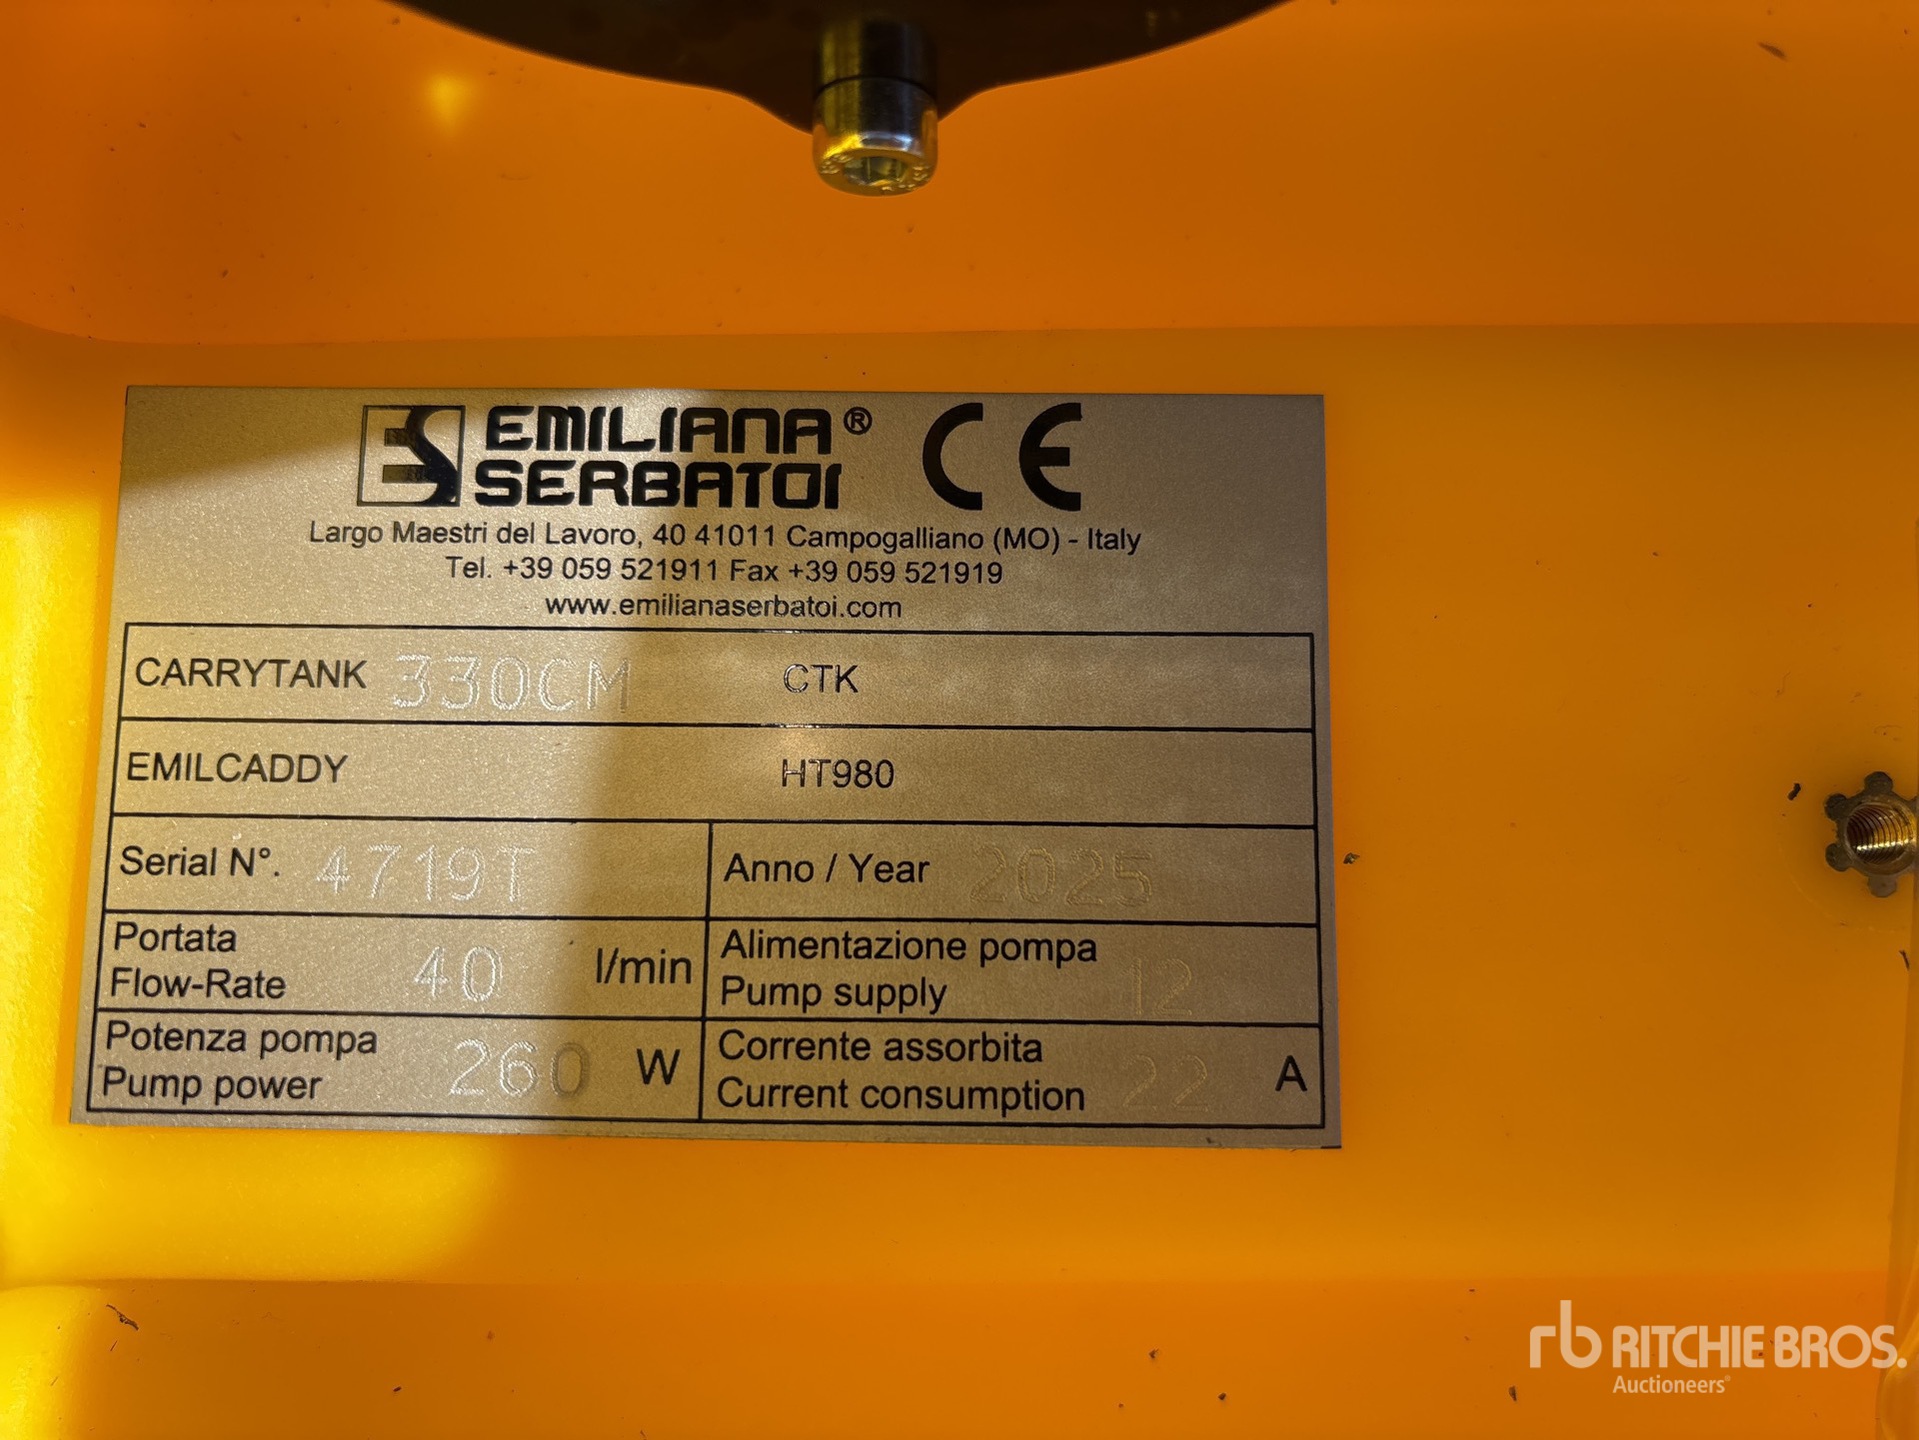 EMILIANA®
SERBATOI CE
Largo Maestri del Lavoro, 40 41011 Campogalliano (MO) - Italy
Tel. +39 059 521911 Fax +39 059 521919
www.emilianaserbatoi.com
CARRYTANK 330CM CTK
EMILCADDY HT980
Serial N°. 4719T Anno / Year 2025
Portata
Flow-Rate 40 l/min
Alimentazione pompa
Pump supply 12
Potenza pompa
Pump power 260 W
Corrente assorbita
Current consumption 22 A
rb RITCHIE BROS.
Auctioneers®